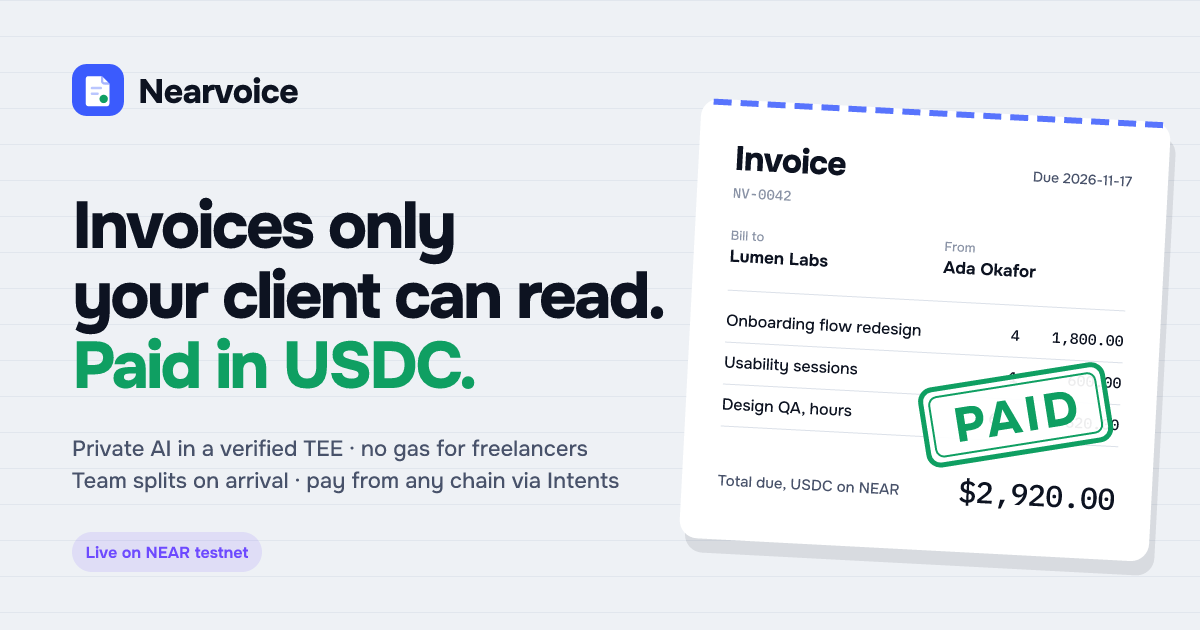 Nearvoice
Invoices only
your client can read.
Paid in USDC.
Private AI in a verified TEE · no gas for freelancers
Team splits on arrival · pay from any chain via Intents
Live on NEAR testnet
Invoice
Due 2026-11-17
NV-0042
Bill to
From
Lumen Labs
Ada Okafor
Onboarding flow redesign 4 1,800.00
Usability sessions 600.00
Design QA, hours
PAID
Total due, USDC on NEAR $2,920.00